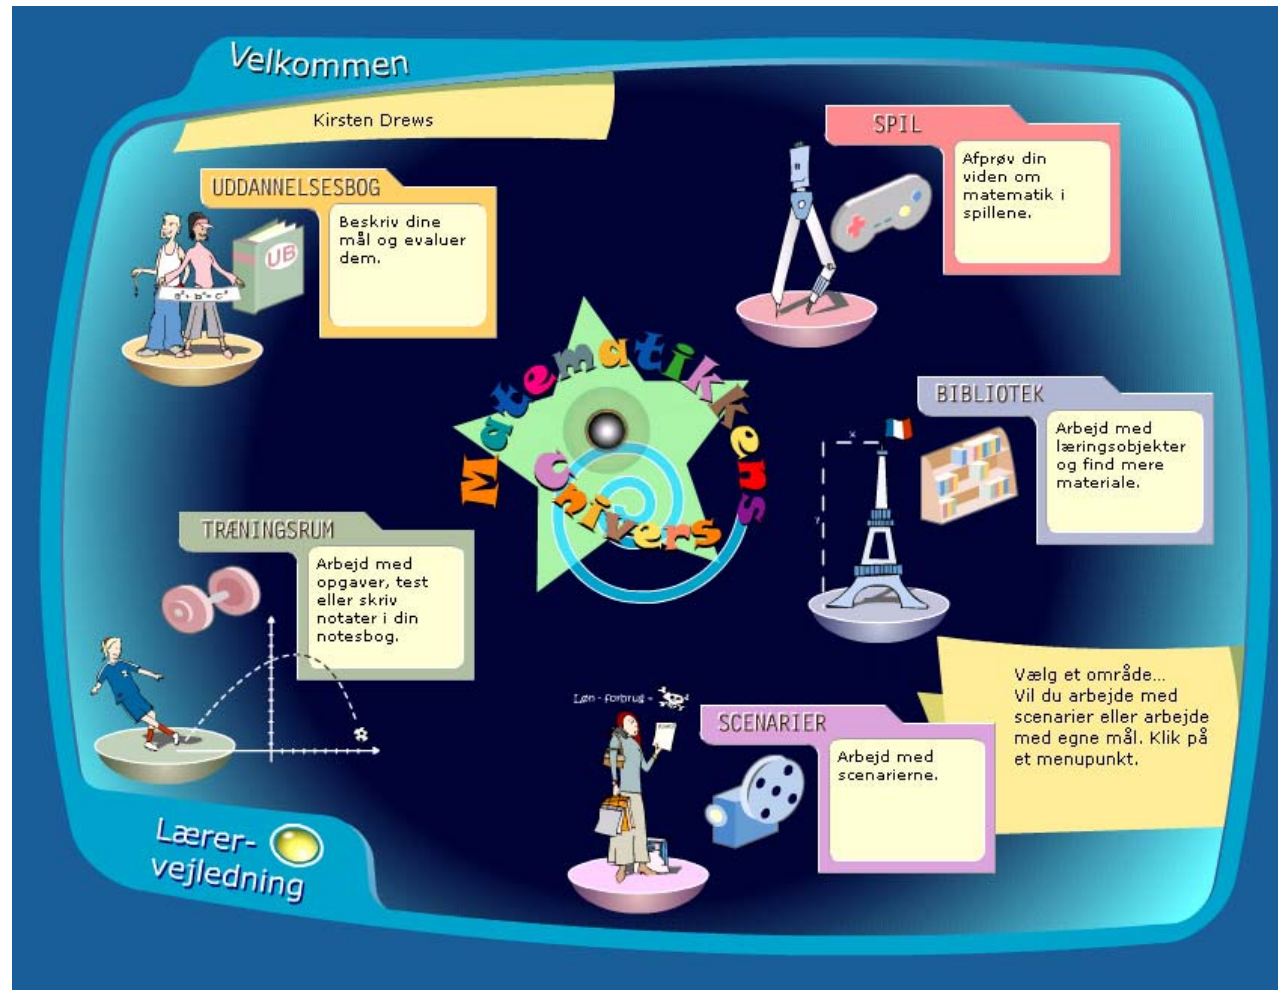 Velkommen
Kirsten Drews
UDDANNELSESBOG
Beskriv dine
mål og evaluer
dem.
UB
a² + b² = c²
SPIL
Afprøv din
viden om
matematik i
spillene.
Matematikkens
Univers
BIBLIOTEK
Arbejd med
læringsobjekter
og find mere
materiale.
x
y
TRÆNINGSRUM
Arbejd med
opgaver, test
eller skriv
notater i din
notesbog.
Løn - forbrug =
SCENARIER
Arbejd med
scenarierne.
Vælg et område...
Vil du arbejde med
scenarier eller arbejde
med egne mål. Klik på
et menupunkt.
Lærer-
vejledning